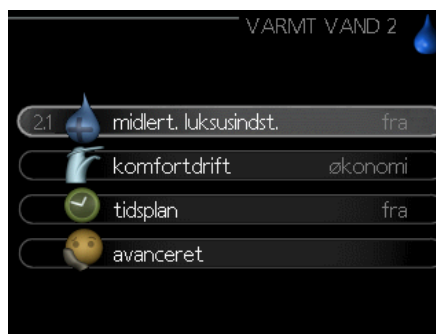 VARMT VAND 2
2.1 midlert. luksusindst. fra
komfortdrift økonomi
tidsplan fra
avanceret